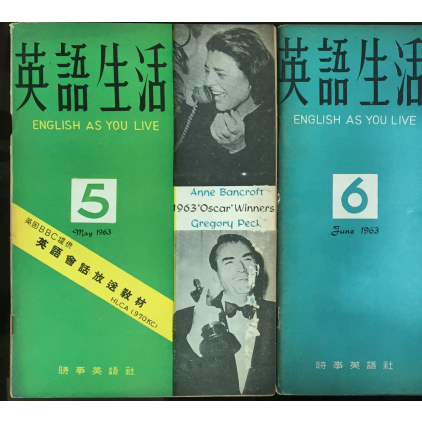 英語生活
ENGLISH AS YOU LIVE
5
May 1963
英国BBC提供
英語會話放送教材
HLCA (970KC)
Anne Bancroft
1963 "Oscar" Winners
Gregory Peck
時事英語社
英語生活
ENGLISH AS YOU LIVE
6
June 1963
時事英語社